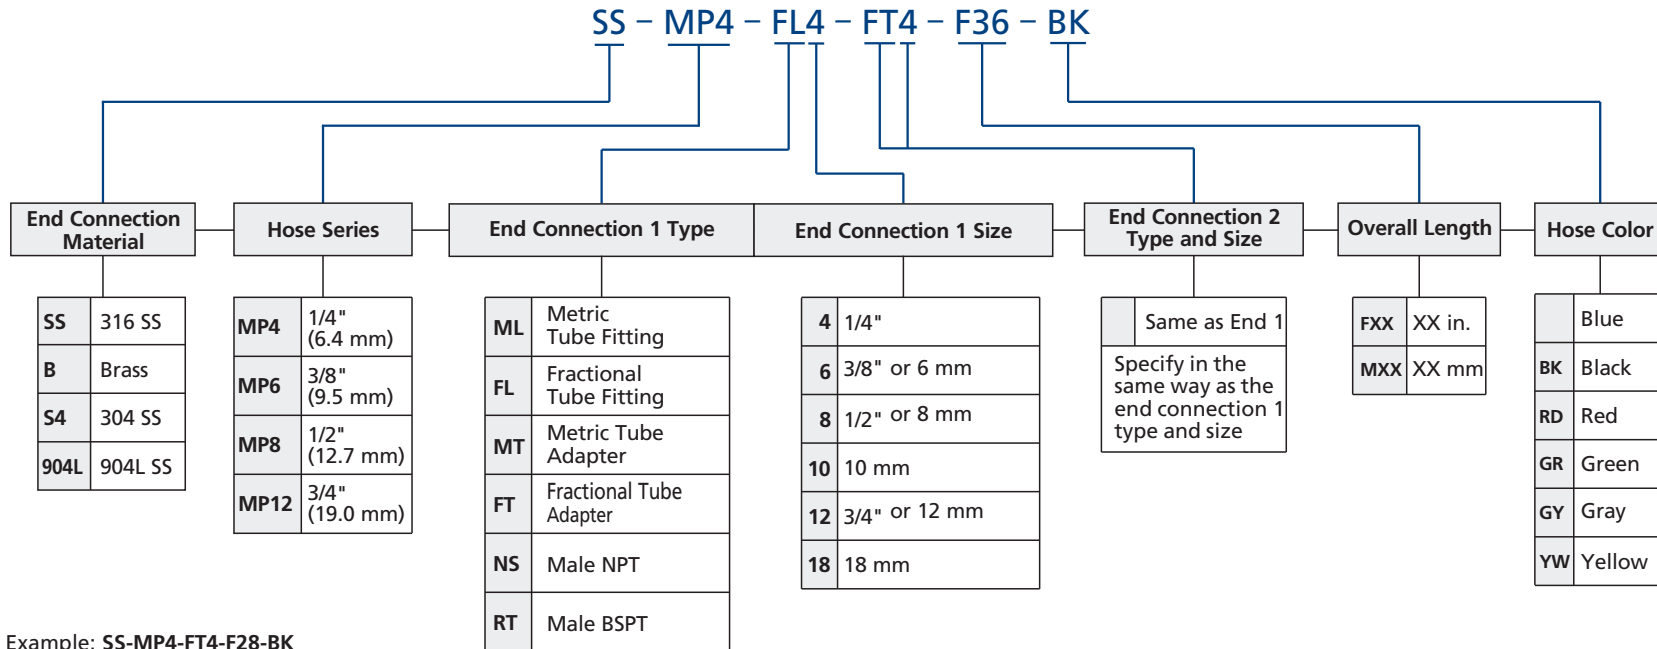 SS – MP4 – FL4 – FT4 – F36 – BK
End Connection
Material
Hose Series
End Connection 1 Type
End Connection 1 Size
End Connection 2
Type and Size
Overall Length
Hose Color
SS 316 SS
B Brass
S4 304 SS
904L 904L SS
MP4 1/4"
(6.4 mm)
MP6 3/8"
(9.5 mm)
MP8 1/2"
(12.7 mm)
MP12 3/4"
(19.0 mm)
ML Metric
Tube Fitting
FL Fractional
Tube Fitting
MT Metric Tube
Adapter
FT Fractional Tube
Adapter
NS Male NPT
RT Male BSPT
4 1/4"
6 3/8" or 6 mm
8 1/2" or 8 mm
10 10 mm
12 3/4" or 12 mm
18 18 mm
Same as End 1
Specify in the
same way as the
end connection 1
type and size
FXX XX in.
MXX XX mm
Blue
BK Black
RD Red
GR Green
GY Gray
YW Yellow
Example: SS-MP4-FT4-F28-BK